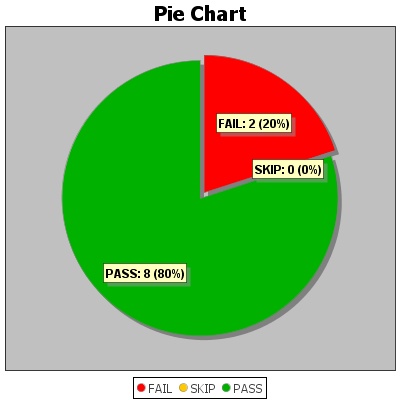 Pie Chart
FAIL: 2 (20%)
SKIP: 0 (0%)
PASS: 8 (80%)
FAIL SKIP PASS